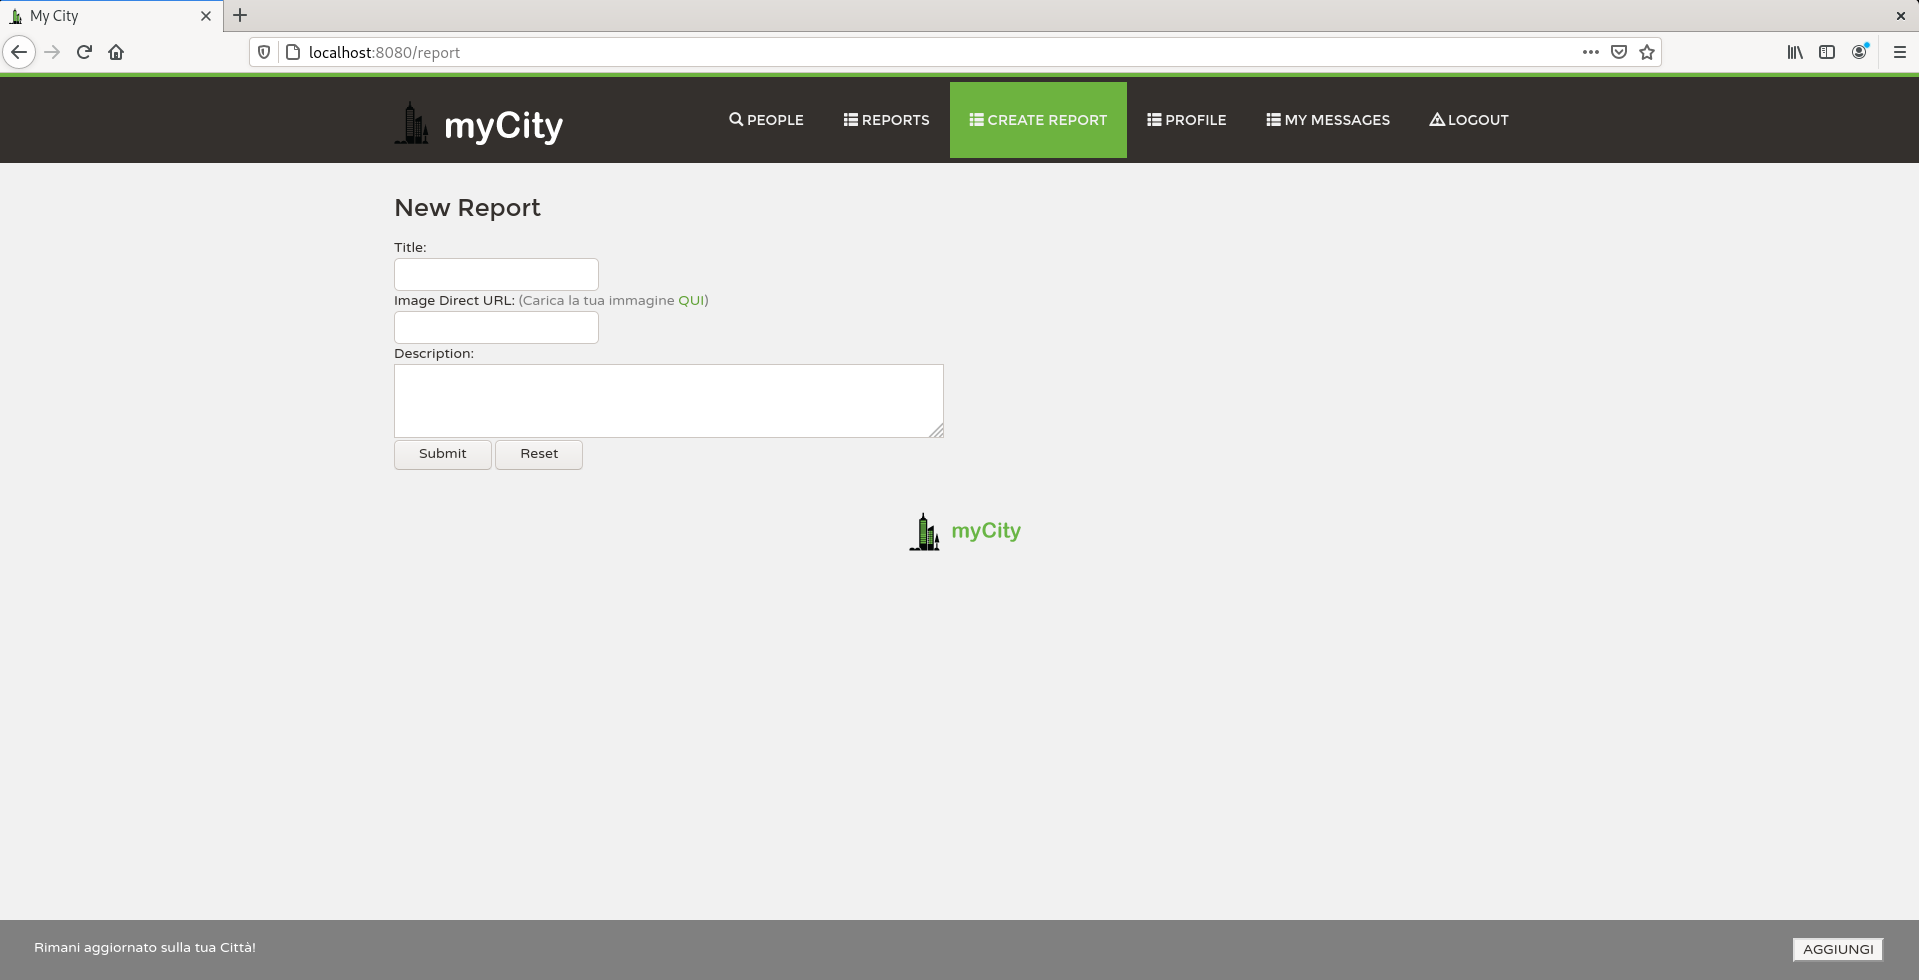 My City
localhost:8080/report
myCity
PEOPLE
REPORTS
CREATE REPORT
PROFILE
MY MESSAGES
LOGOUT
New Report
Title:
Image Direct URL: (Carica la tua immagine QUI)
Description:
Submit
Reset
myCity
Rimani aggiornato sulla tua Città!
AGGIUNGI